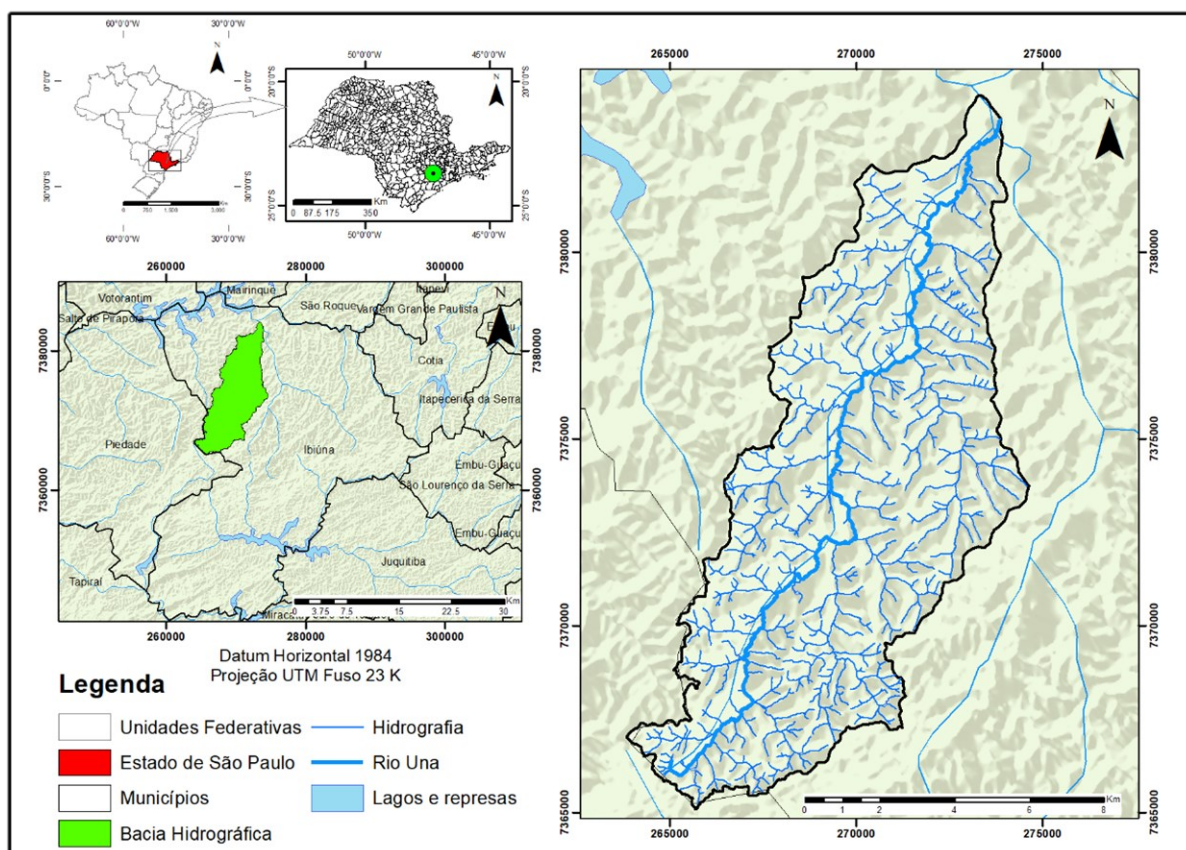 60°0'0"W 30°0'0"W
N
0°0'0"
0°0'0"
30°0'0"S
30°0'0"S
Km
0 750 1.500 3.000
60°0'0"W 30°0'0"W
50°0'0"W 45°0'0"W
N
20°0'0"S
20°0'0"S
25°0'0"S
25°0'0"S
Km
0 87.5 175 350
50°0'0"W 45°0'0"W
260000 280000 300000
Votorantim
Mairinque
São Roque
Itapevi
N
Salto de Pirapora
Vargem Grande Paulista
Embu
7380000
7380000
Cotia
Itapecerica da Serra
Piedade
Ibiúna
Embu-Guaçu
São Lourenço da Serra
7360000
7360000
Embu-Guaçu
Juquitiba
Tapiraí
Km
0 3.75 7.5 15 22.5 30
260000 280000 300000
Datum Horizontal 1984
Projeção UTM Fuso 23 K
Legenda
Unidades Federativas
Estado de São Paulo
Municípios
Bacia Hidrográfica
Hidrografia
Rio Una
Lagos e represas
265000 270000 275000
N
7380000
7380000
7375000
7375000
7370000
7370000
7365000
7365000
Km
0 1 2 4 6 8
265000 270000 275000